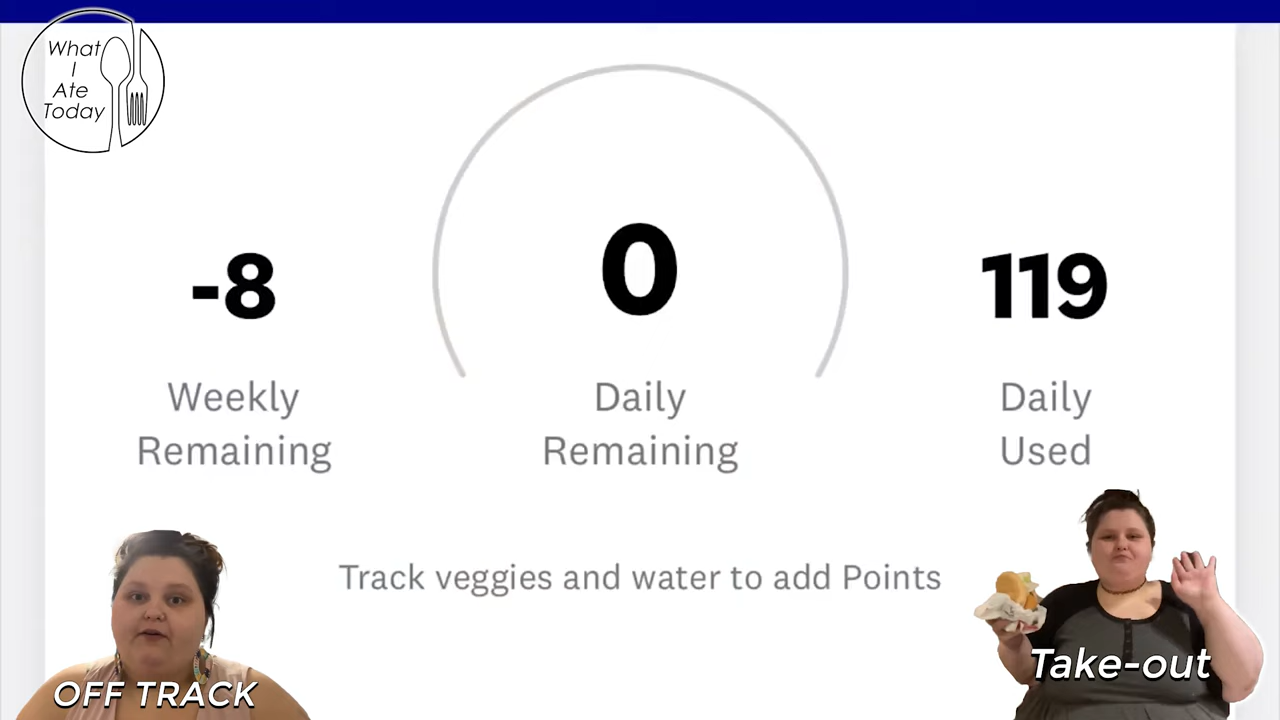 What
I
Ate
Today
-8
Weekly
Remaining
0
Daily
Remaining
119
Daily
Used
Track veggies and water to add Points
OFF TRACK
Take-out